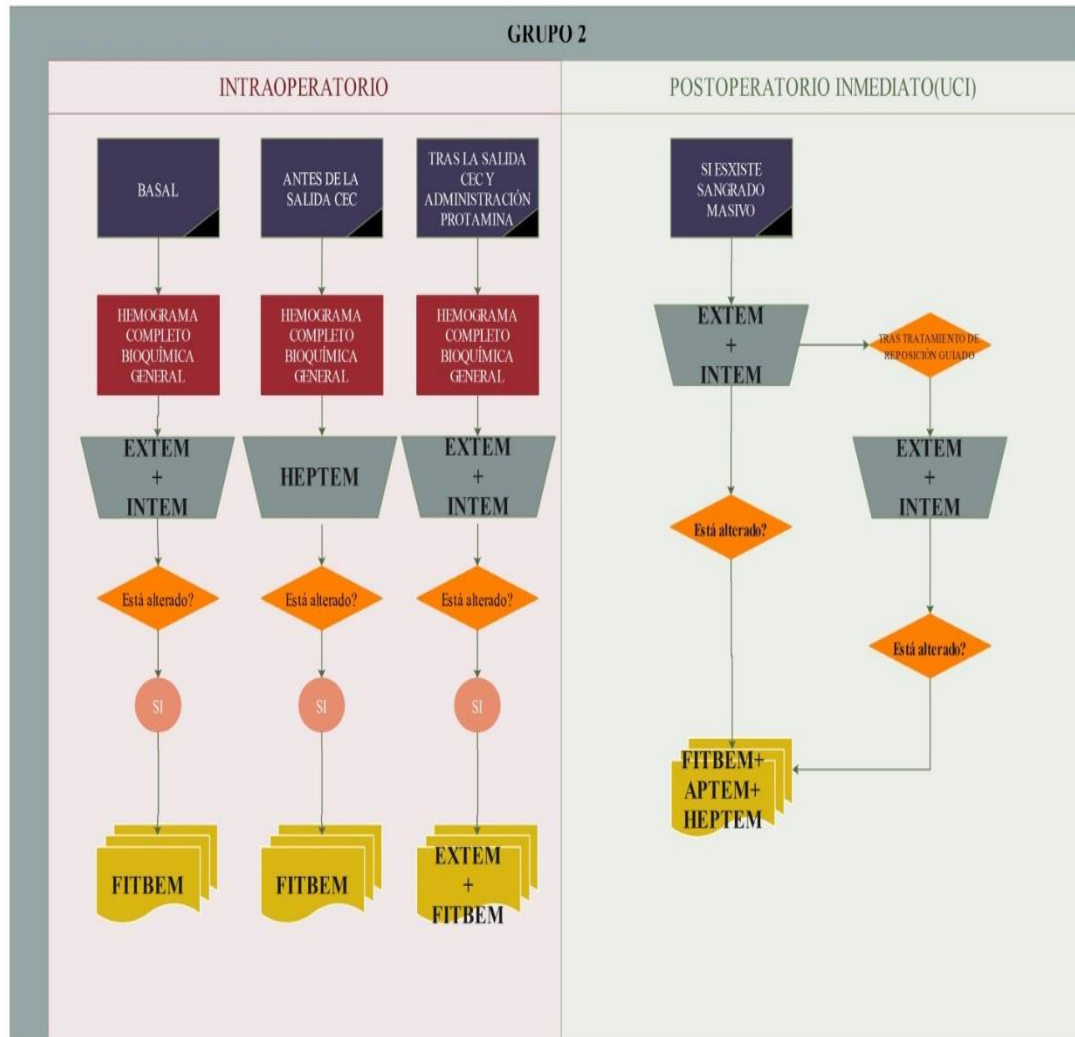 GRUPO 2
INTRAOPERATORIO
BASAL
HEMOGRAMA
COMPLETO
BIOQUÍMICA
GENERAL
EXTEM
+
INTEM
Está alterado?
SI
FITBEM
ANTES DE LA
SALIDA CEC
HEMOGRAMA
COMPLETO
BIOQUÍMICA
GENERAL
HEPTEM
Está alterado?
SI
FITBEM
TRAS LA SALIDA
CEC Y
ADMINISTRACIÓN
PROTAMINA
HEMOGRAMA
COMPLETO
BIOQUÍMICA
GENERAL
EXTEM
+
INTEM
Está alterado?
SI
EXTEM
+
FITBEM
POSTOPERATORIO INMEDIATO(UCI)
SI ESXISTE
SANGRADO
MASIVO
EXTEM
+
INTEM
Está alterado?
TRAS TRATAMIENTO DE
REPOSICIÓN GUIADO
EXTEM
+
INTEM
Está alterado?
FITBEM+
APTEM+
HEPTEM